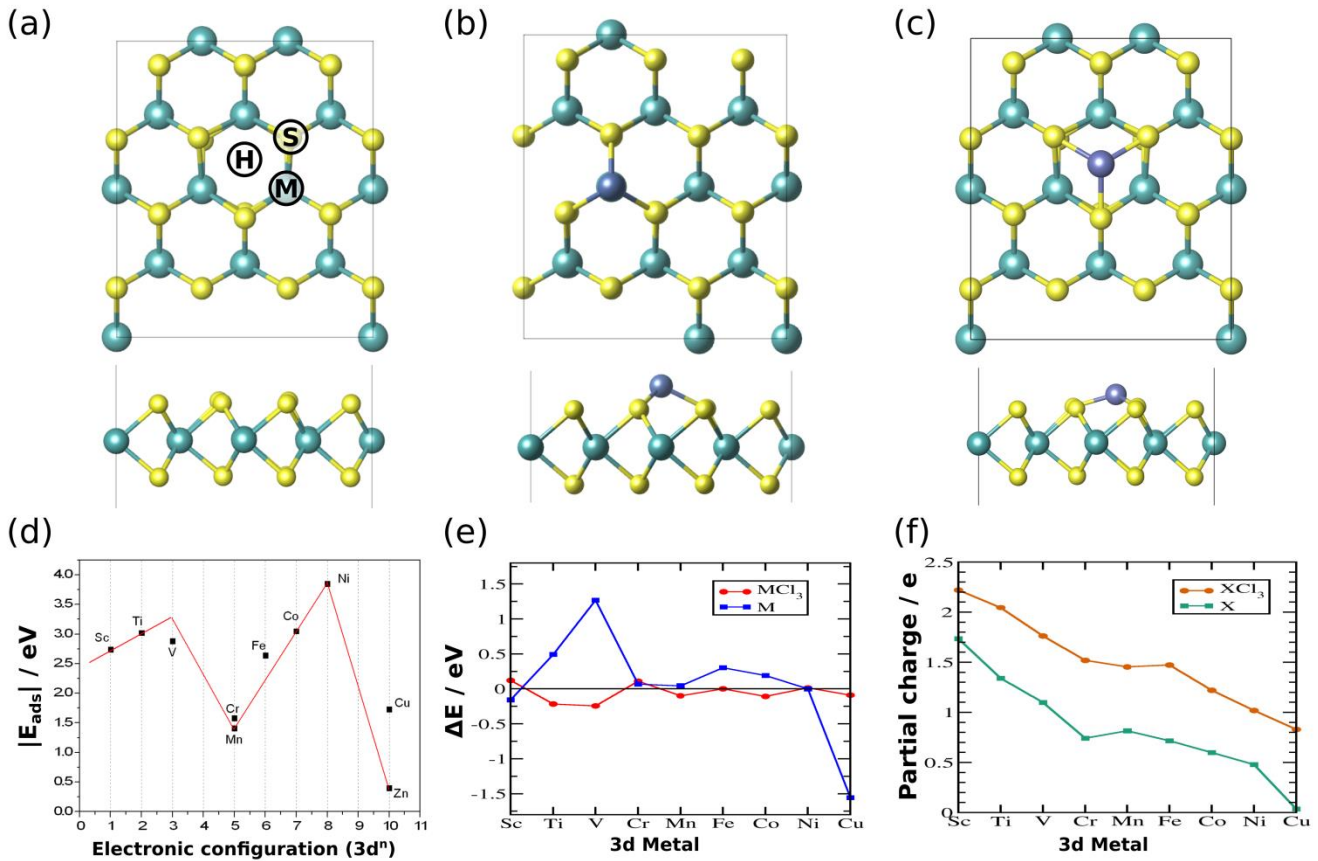 (a)
(b)
(c)
S
H
M
(d)
(e)
(f)
4.0
3.5
3.0
2.5
2.0
1.5
1.0
0.5
0.0
|E_ads| / eV
Sc
Ti
V
Cr
Mn
Fe
Co
Ni
Cu
Zn
0 1 2 3 4 5 6 7 8 9 10 11
Electronic configuration (3dⁿ)
1.5
1
0.5
0
-0.5
-1
-1.5
ΔE / eV
MCl₃
M
Sc Ti V Cr Mn Fe Co Ni Cu
3d Metal
2.5
2
1.5
1
0.5
0
Partial charge / e
XCl₃
X
Sc Ti V Cr Mn Fe Co Ni Cu
3d Metal